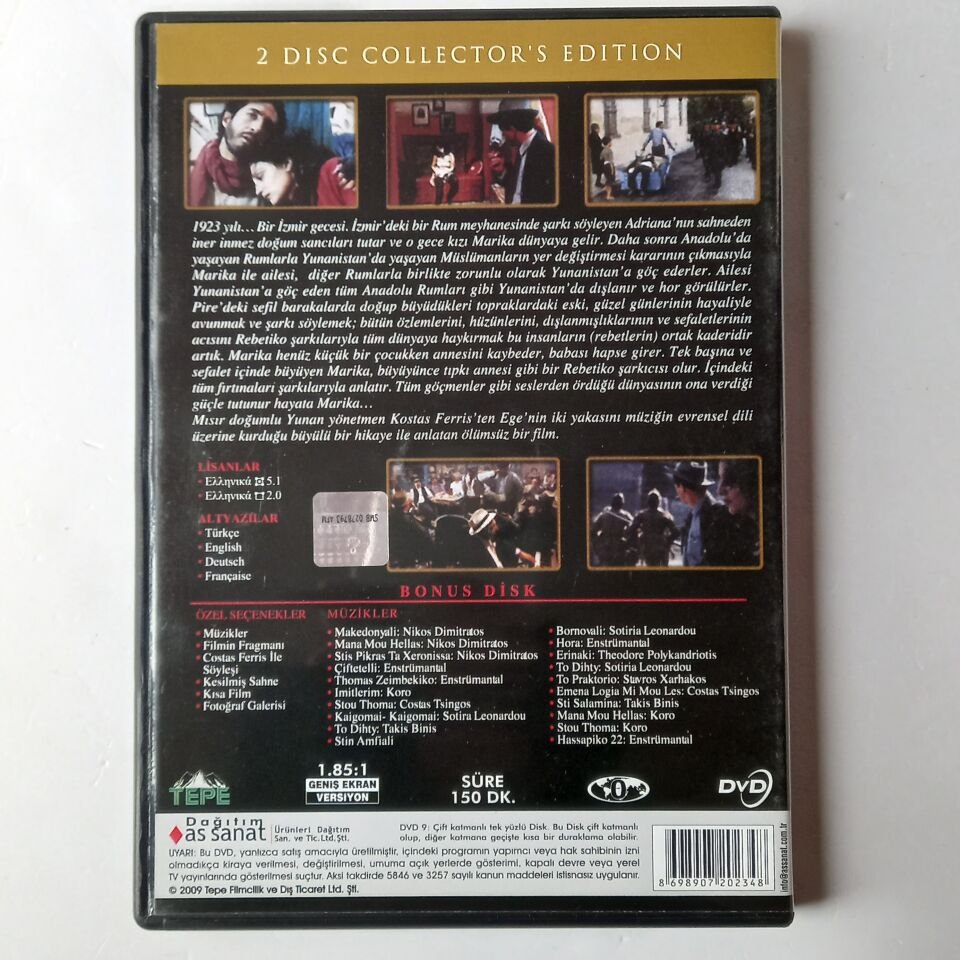 2 DISC COLLECTOR'S EDITION
1923 yılı... Bir İzmir gecesi. İzmir'deki bir Rum meyhanesinde şarkı söyleyen Adriana'nın sahneden
iner inmez doğum sancıları tutar ve o gece kızı Marika dünyaya gelir. Daha sonra Anadolu'da
yaşayan Rumlarla Yunanistan'da yaşayan Müslümanların yer değiştirmesi kararının çıkmasıyla
Marika ile ailesi, diğer Rumlarla birlikte zorunlu olarak Yunanistan'a göç ederler. Ailesi
Yunanistan'a göç eden tüm Anadolu Rumları gibi Yunanistan'da dışlanır ve hor görülürler.
Pire'deki sefil barakalarda doğup büyüdükleri topraklardaki eski, güzel günlerinin hayaliyle
avunmak ve şarkı söylemek; bütün özlemlerini, hüzünlerini, dışlanmışlıklarının ve sefaletlerinin
acısını Rebetiko şarkılarıyla tüm dünyaya haykırmak bu insanların (rebetlerin) ortak kaderidir
artık. Marika henüz küçük bir çocukken annesini kaybeder, babası hapse girer. Tek başına ve
sefalet içinde büyüyen Marika, büyüyünce tıpkı annesi gibi bir Rebetiko şarkıcısı olur. İçindeki
tüm fırtınaları şarkılarıyla anlatır. Tüm göçmenler gibi seslerden ördüğü dünyasının ona verdiği
güçle tutunur hayata Marika...
Mısır doğumlu Yunan yönetmen Kostas Ferris'ten Ege'nin iki yakasını müziğin evrensel dili
üzerine kurduğu büyülü bir hikaye ile anlatan ölümsüz bir film.
LİSANLAR
• Ελληνικά 5.1
• Ελληνικά 2.0
ALTYAZILAR
• Türkçe
• English
• Deutsch
• Française
SMB 0278793 ATM
BONUS DİSK
ÖZEL SEÇENEKLER
• Müzikler
• Filmin Fragmanı
• Costas Ferris İle
Söyleşi
• Kesilmiş Sahne
• Kısa Film
• Fotoğraf Galerisi
MÜZİKLER
• Makedonyali: Nikos Dimitratos
• Mana Mou Hellas: Nikos Dimitratos
• Stis Pikras Ta Xeronissa: Nikos Dimitratos
• Çiftetelli: Enstrümantal
• Thomas Zeimbekiko: Enstrümantal
• Imitlerim: Koro
• Stou Thoma: Costas Tsingos
• Kaigomai- Kaigomai: Sotira Leonardou
• To Dihty: Takis Binis
• Stin Amfiali
• Bornovali: Sotiria Leonardou
• Hora: Enstrümantal
• Erinaki: Theodore Polykandriotis
• To Dihty: Sotiria Leonardou
• To Praktorio: Stavros Xarhakos
• Emena Logia Mi Mou Les: Costas Tsingos
• Sti Salamina: Takis Binis
• Mana Mou Hellas: Koro
• Stou Thoma: Koro
• Hassapiko 22: Enstrümantal
TEPE
1.85:1
GENİŞ EKRAN
VERSİYON
SÜRE
150 DK.
0
DVD
Dağıtım
as sanat
Ürünleri Dağıtım
San. ve Tic. Ltd. Şti.
DVD 9: Çift katmanlı tek yüzlü Disk. Bu Disk çift katmanlı
olup, diğer katmana geçişte kısa bir duraklama olabilir.
UYARI: Bu DVD, yanlızca satış amacıyla üretilmiştir, içindeki programın yapımcı veya hak sahibinin izni
olmadıkça kiraya verilmesi, değiştirilmesi, umuma açık yerlerde gösterimi, kapalı devre veya yerel
TV yayınlarında gösterilmesi suçtur. Aksi takdirde 5846 ve 3257 sayılı kanun maddeleri istisnasız uygulanır.
© 2009 Tepe Filmcilik ve Dış Ticaret Ltd. Şti.
8 698907 202348
info@assanat.com.tr